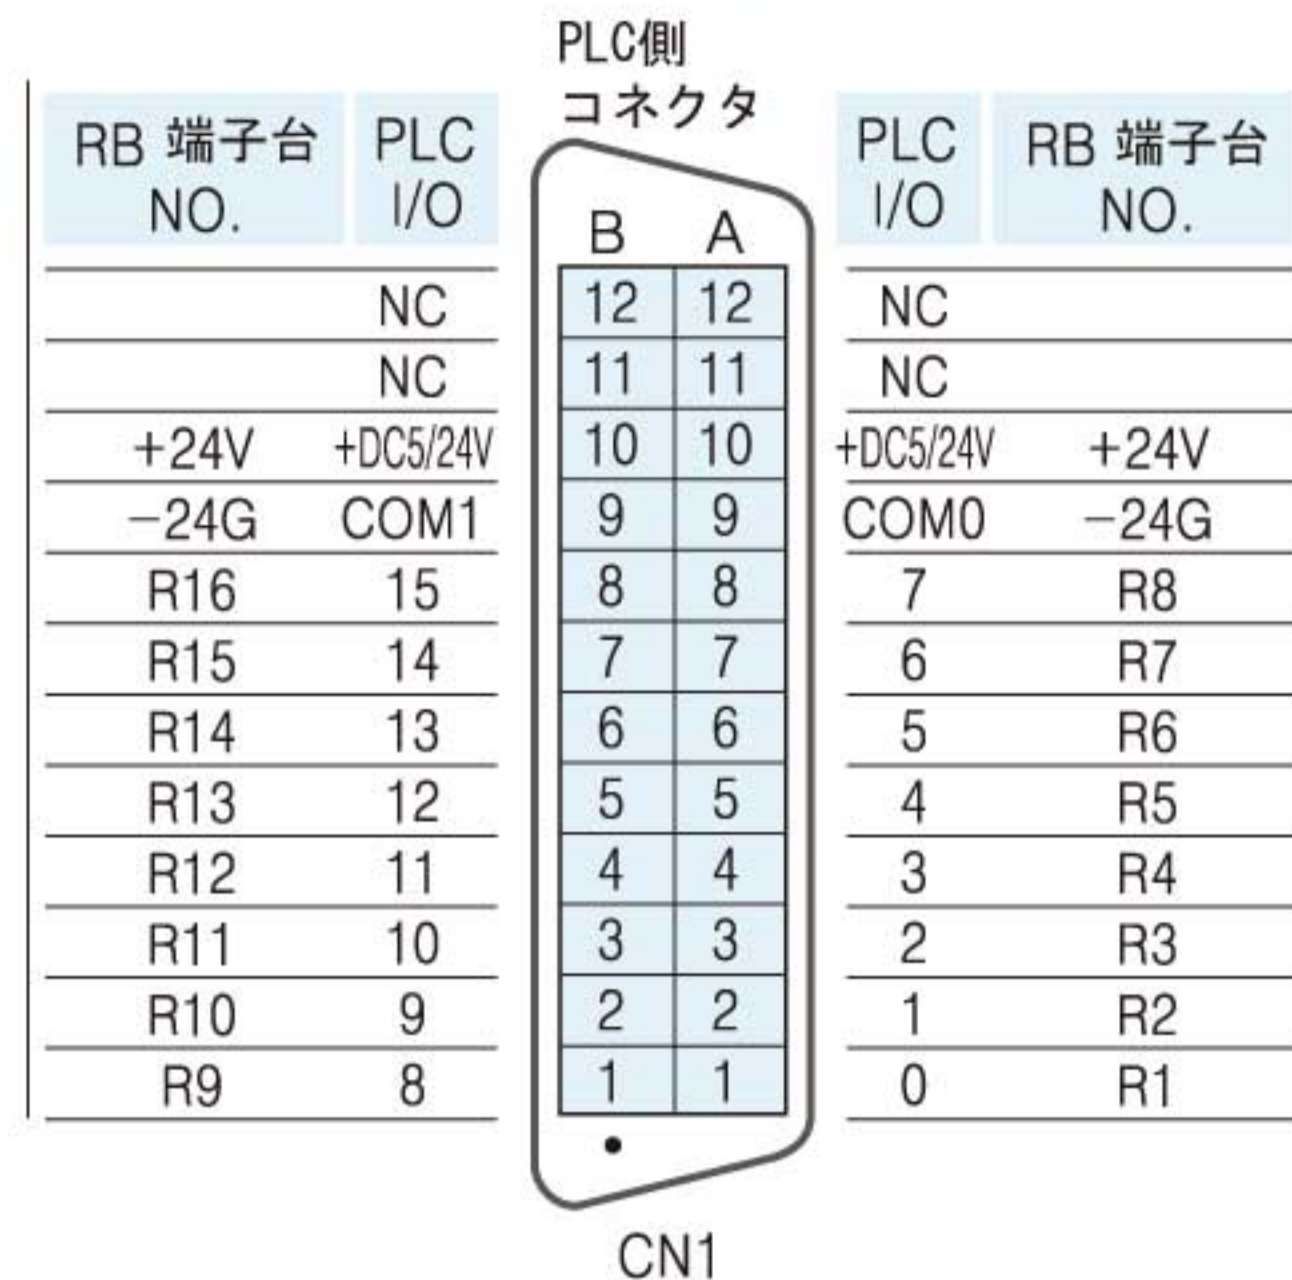 PLC側
コネクタ
RB 端子台 PLC PLC RB 端子台
NO. I/O I/O NO.
B A
NC 12 12 NC
NC 11 11 NC
+24V +DC5/24V 10 10 +DC5/24V +24V
−24G COM1 9 9 COM0 −24G
R16 15 8 8 7 R8
R15 14 7 7 6 R7
R14 13 6 6 5 R6
R13 12 5 5 4 R5
R12 11 4 4 3 R4
R11 10 3 3 2 R3
R10 9 2 2 1 R2
R9 8 1 1 0 R1
CN1